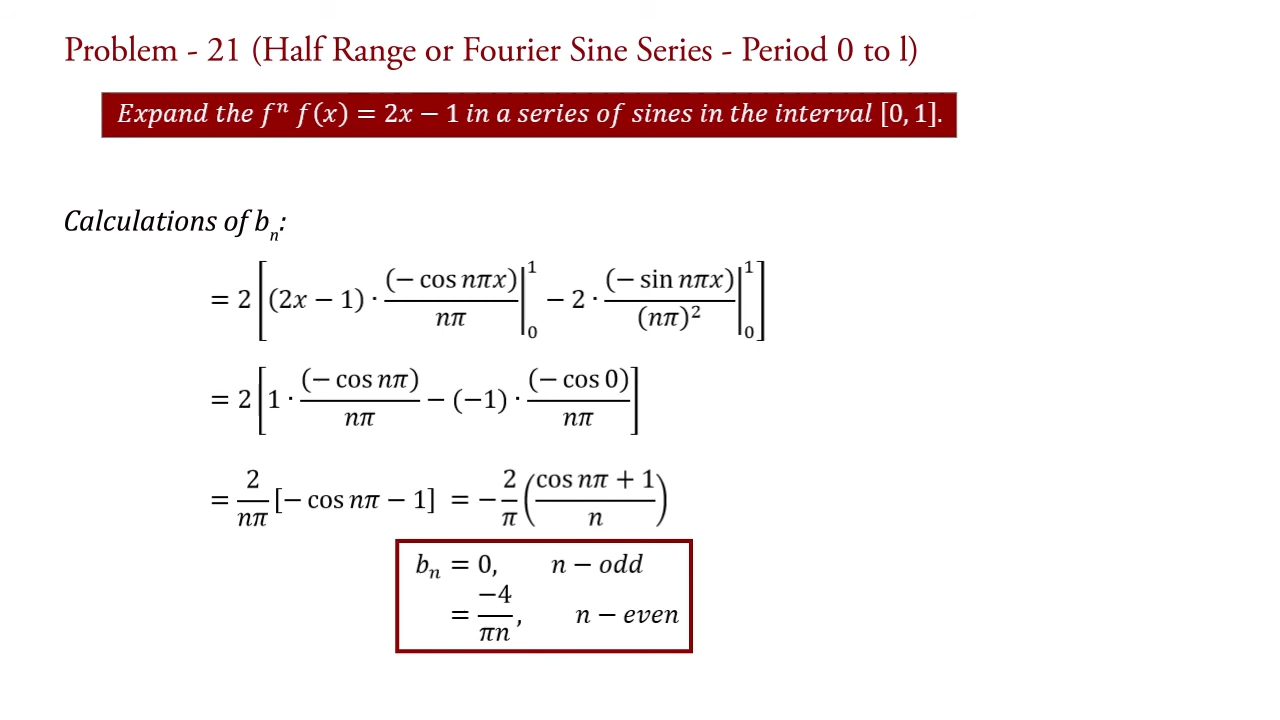 Problem - 21 (Half Range or Fourier Sine Series - Period 0 to l)
Expand the fⁿ f(x) = 2x − 1 in a series of sines in the interval [0, 1].
Calculations of bₙ:
= 2 [ (2x − 1) · (− cos nπx)/nπ |₀¹ − 2 · (− sin nπx)/(nπ)² |₀¹ ]
= 2 [ 1 · (− cos nπ)/nπ − (−1) · (− cos 0)/nπ ]
= 2/nπ [− cos nπ − 1] = − 2/π ( (cos nπ + 1)/n )
bₙ = 0, n − odd
= −4/πn, n − even